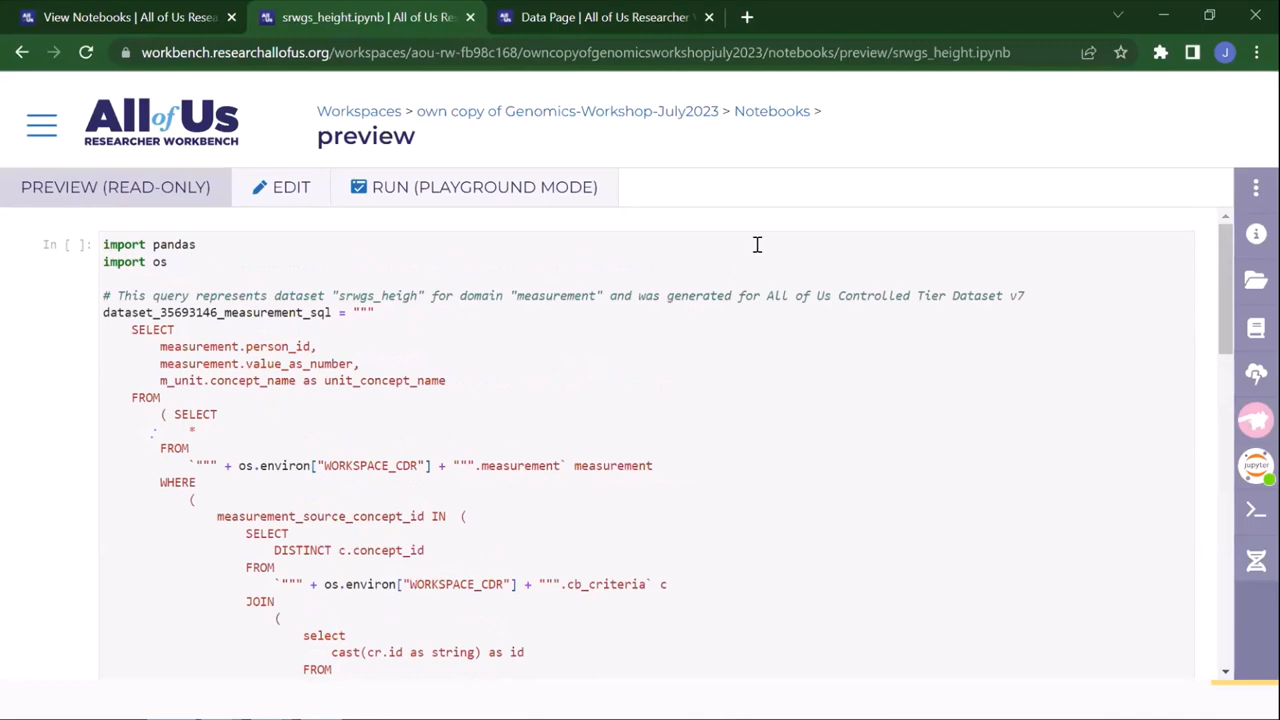 View Notebooks | All of Us Resea
srwgs_height.ipynb | All of Us Res
Data Page | All of Us Researcher
workbench.researchallofus.org/workspaces/aou-rw-fb98c168/owncopyofgenomicsworkshopjuly2023/notebooks/preview/srwgs_height.ipynb
J
All of Us
RESEARCHER WORKBENCH
Workspaces > own copy of Genomics-Workshop-July2023 > Notebooks >
preview
PREVIEW (READ-ONLY)
EDIT
RUN (PLAYGROUND MODE)
In [ ]:
import pandas
import os
# This query represents dataset "srwgs_heigh" for domain "measurement" and was generated for All of Us Controlled Tier Dataset v7
dataset_35693146_measurement_sql = """
SELECT
measurement.person_id,
measurement.value_as_number,
m_unit.concept_name as unit_concept_name
FROM
( SELECT
*
FROM
`""" + os.environ["WORKSPACE_CDR"] + """.measurement` measurement
WHERE
(
measurement_source_concept_id IN (
SELECT
DISTINCT c.concept_id
FROM
`""" + os.environ["WORKSPACE_CDR"] + """.cb_criteria` c
JOIN
(
select
cast(cr.id as string) as id
FROM
jupyter